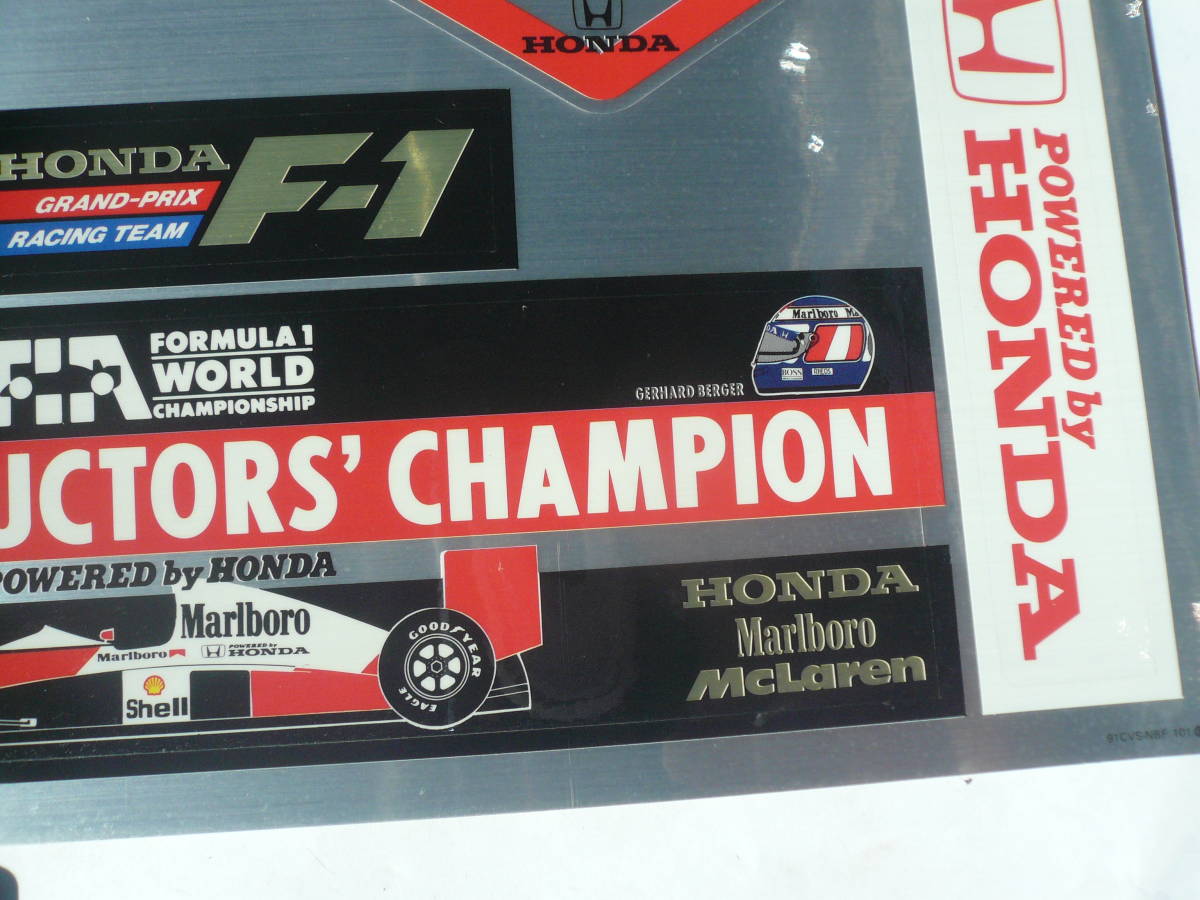 HONDA
HONDA
GRAND-PRIX
RACING TEAM
F-1
POWERED by
HONDA
FIA
FORMULA 1
WORLD
CHAMPIONSHIP
Marlboro
BOSS
GERHARD BERGER
UCTORS' CHAMPION
POWERED by HONDA
Marlboro
Marlboro
POWERED by
HONDA
Shell
GOODYEAR
EAGLE
HONDA
Marlboro
McLaren